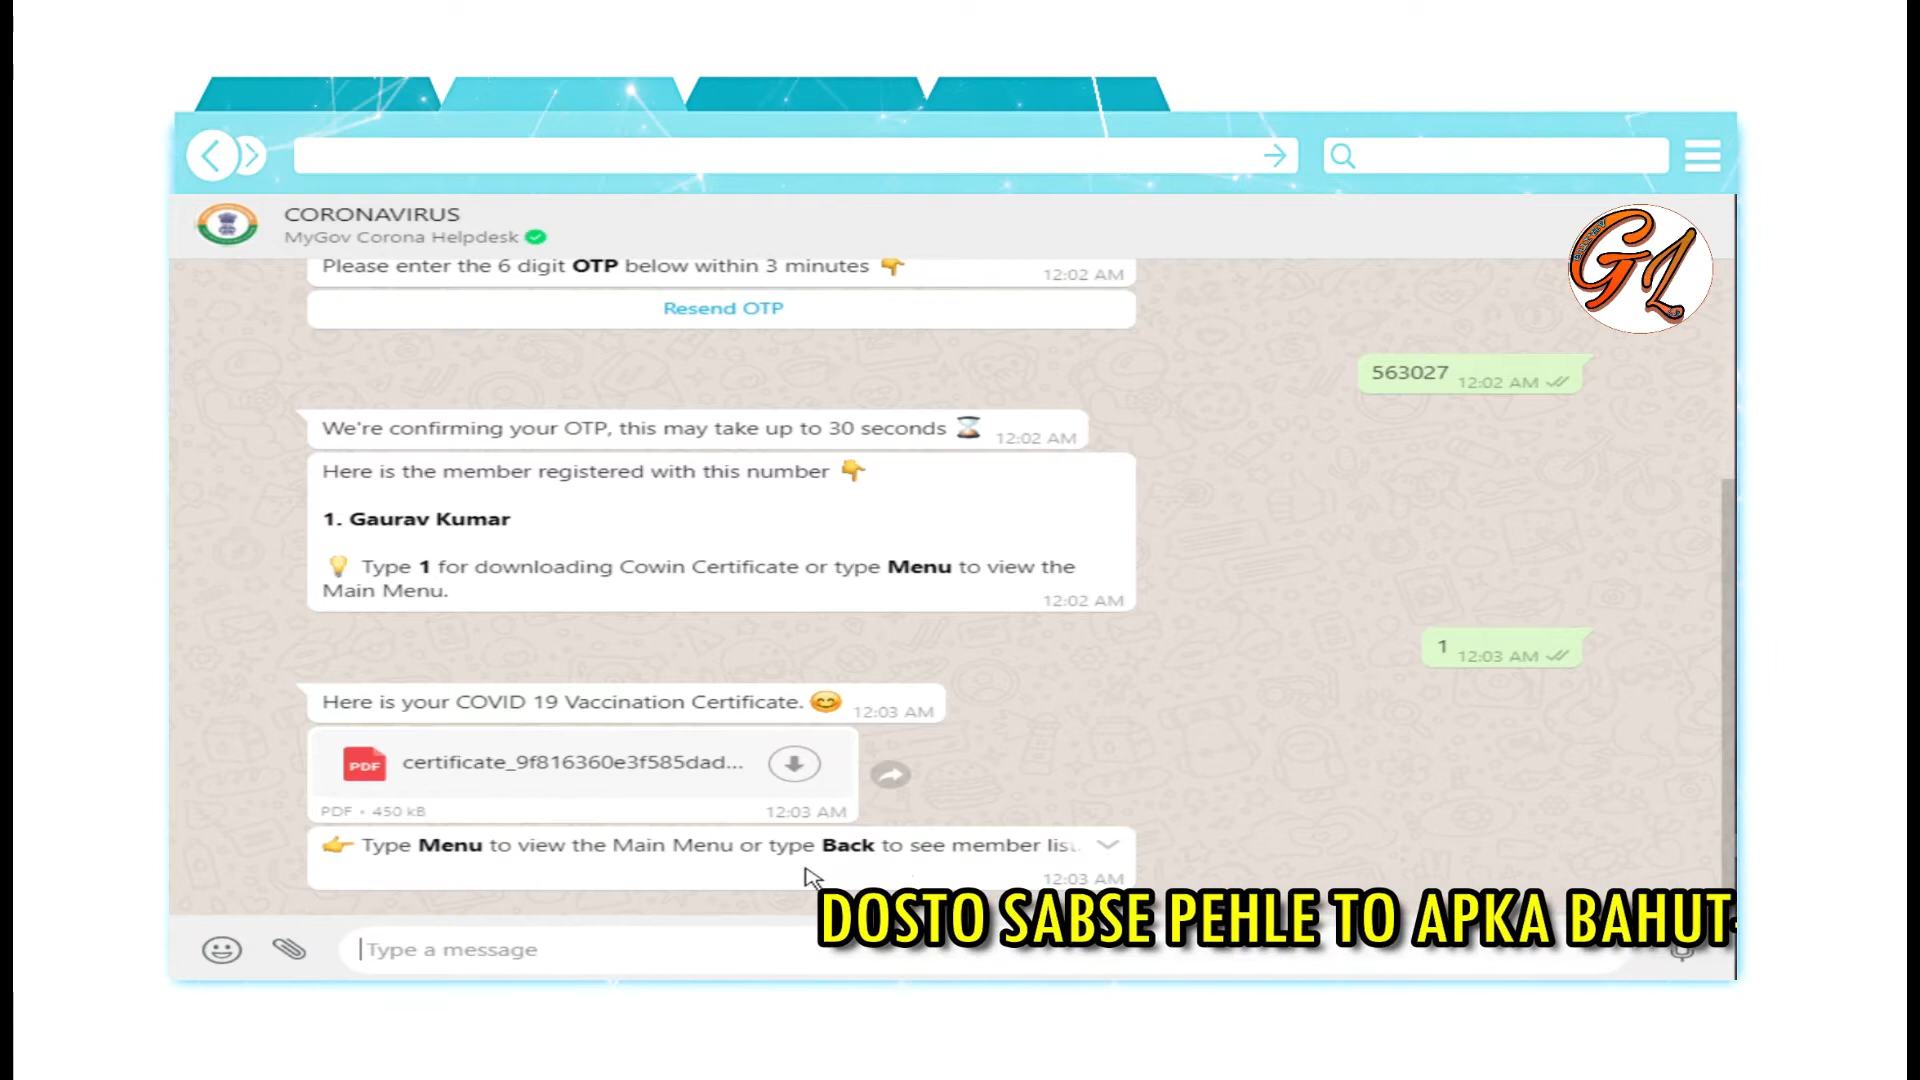 CORONAVIRUS
MyGov Corona Helpdesk
Please enter the 6 digit OTP below within 3 minutes 👇
12:02 AM
Resend OTP
563027
12:02 AM
We're confirming your OTP, this may take up to 30 seconds ⌛
12:02 AM
Here is the member registered with this number 👇
1. Gaurav Kumar
💡 Type 1 for downloading Cowin Certificate or type Menu to view the
Main Menu.
12:02 AM
1
12:03 AM
Here is your COVID 19 Vaccination Certificate. 😊
12:03 AM
PDF
certificate_9f816360e3f585dad...
PDF • 450 kB
12:03 AM
👉 Type Menu to view the Main Menu or type Back to see member list.
12:03 AM
DOSTO SABSE PEHLE TO APKA BAHUT
Type a message
GL